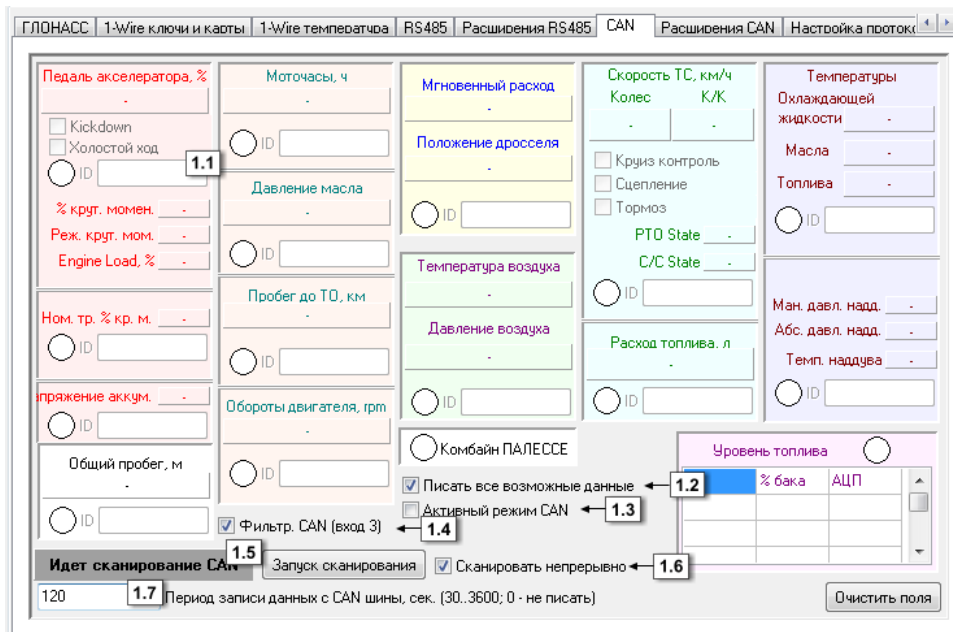 ГЛОНАСС 1-Wire ключи и карты 1-Wire температура RS485 Расширения RS485 CAN Расширения CAN Настройка проток
Педаль акселератора, %
-
Kickdown
Холостой ход
ID
1.1
% крут. момен. -
Реж. крут. мом. -
Engine Load, % -
Ном. тр. % кр. м. -
ID
апряжение аккум. -
ID
Общий пробег, м
-
ID
Моточасы, ч
-
ID
Давление масла
-
ID
Пробег до ТО, км
-
ID
Обороты двигателя, rpm
-
ID
Мгновенный расход
-
Положение дросселя
-
ID
Температура воздуха
-
Давление воздуха
-
ID
Скорость ТС, км/ч
Колес К/К
- -
Круиз контроль
Сцепление
Тормоз
PTO State -
C/C State -
ID
Расход топлива. л
-
ID
Температуры
Охлаждающей
жидкости -
Масла -
Топлива -
ID
Ман. давл. надд. -
Абс. давл. надд. -
Темп. наддува -
ID
Комбайн ПАЛЕССЕ
Уровень топлива
% бака АЦП
Писать все возможные данные 1.2
Активный режим CAN 1.3
Фильтр. CAN (вход 3) 1.4
1.5
Идет сканирование CAN Запуск сканирования Сканировать непрерывно 1.6
120 1.7 Период записи данных с CAN шины, сек. (30..3600; 0 - не писать) Очистить поля